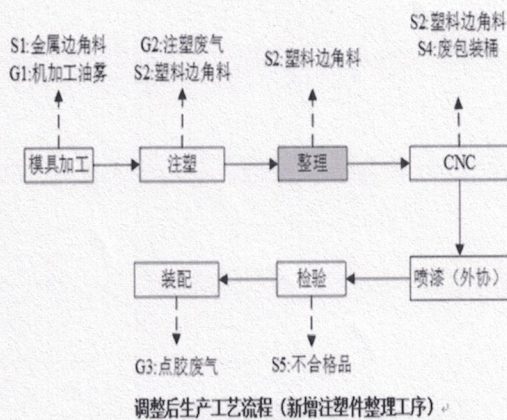 S1:金属边角料
G1:机加工油雾
G2:注塑废气
S2:塑料边角料
S2:塑料边角料
S2:塑料边角料
S4:废包装桶
模具加工
注塑
整理
CNC
装配
检验
喷漆（外协）
G3:点胶废气
S5:不合格品
调整后生产工艺流程（新增注塑件整理工序）